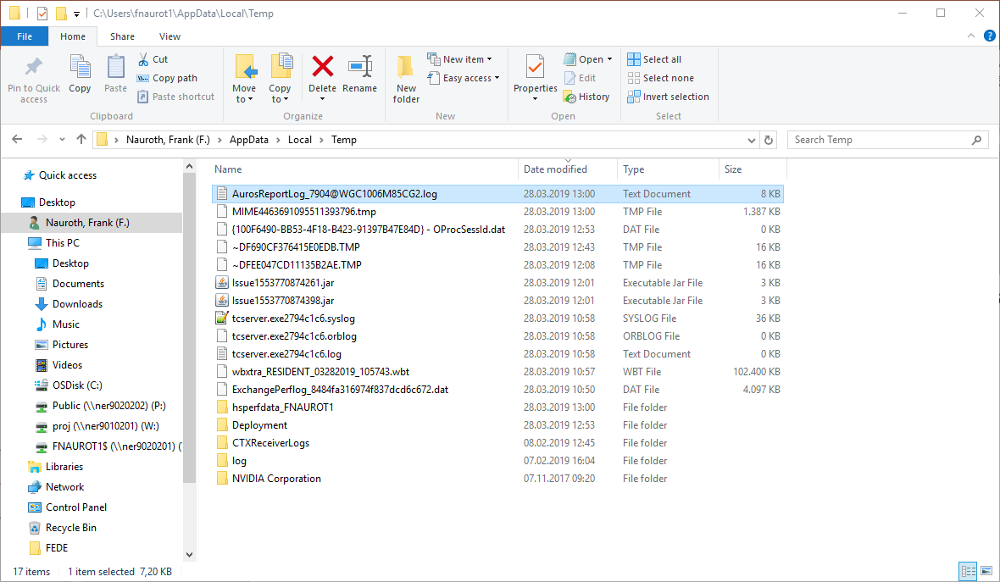 C:\Users\fnaurot1\AppData\Local\Temp
File Home Share View
Pin to Quick access
Copy
Paste
Cut
Copy path
Paste shortcut
Clipboard
Move to
Copy to
Delete
Rename
Organize
New folder
New item
Easy access
New
Properties
Open
Edit
History
Open
Select all
Select none
Invert selection
Select
Nauroth, Frank (F.) > AppData > Local > Temp
Search Temp
Quick access
Desktop
Nauroth, Frank (F.)
This PC
Desktop
Documents
Downloads
Music
Pictures
Videos
OSDisk (C:)
Public (\\ner9020202) (P:)
proj (\\ner9010201) (W:)
FNAUROT1$ (\\ner9020201) (
Libraries
Network
Control Panel
Recycle Bin
FEDE
Name Date modified Type Size
AurosReportLog_7904@WGC1006M85CG2.log 28.03.2019 13:00 Text Document 8 KB
MIME4463691095511393796.tmp 28.03.2019 13:00 TMP File 1.387 KB
{100F6490-BB53-4F18-B423-91397B47E84D} - OProcSessId.dat 28.03.2019 12:53 DAT File 0 KB
~DF690CF376415E0EDB.TMP 28.03.2019 12:43 TMP File 16 KB
~DFEE047CD11135B2AE.TMP 28.03.2019 12:08 TMP File 16 KB
Issue1553770874261.jar 28.03.2019 12:01 Executable Jar File 3 KB
Issue1553770874398.jar 28.03.2019 12:01 Executable Jar File 3 KB
tcserver.exe2794c1c6.syslog 28.03.2019 10:58 SYSLOG File 36 KB
tcserver.exe2794c1c6.orblog 28.03.2019 10:58 ORBLOG File 0 KB
tcserver.exe2794c1c6.log 28.03.2019 10:58 Text Document 0 KB
wbxtra_RESIDENT_03282019_105743.wbt 28.03.2019 10:57 WBT File 102.400 KB
ExchangePerflog_8484fa316974f837dcd6c672.dat 28.03.2019 10:50 DAT File 4.097 KB
hsperfdata_FNAUROT1 28.03.2019 13:00 File folder
Deployment 28.03.2019 12:53 File folder
CTXReceiverLogs 08.02.2019 12:45 File folder
log 07.02.2019 16:04 File folder
NVIDIA Corporation 07.11.2017 09:20 File folder
17 items 1 item selected 7,20 KB